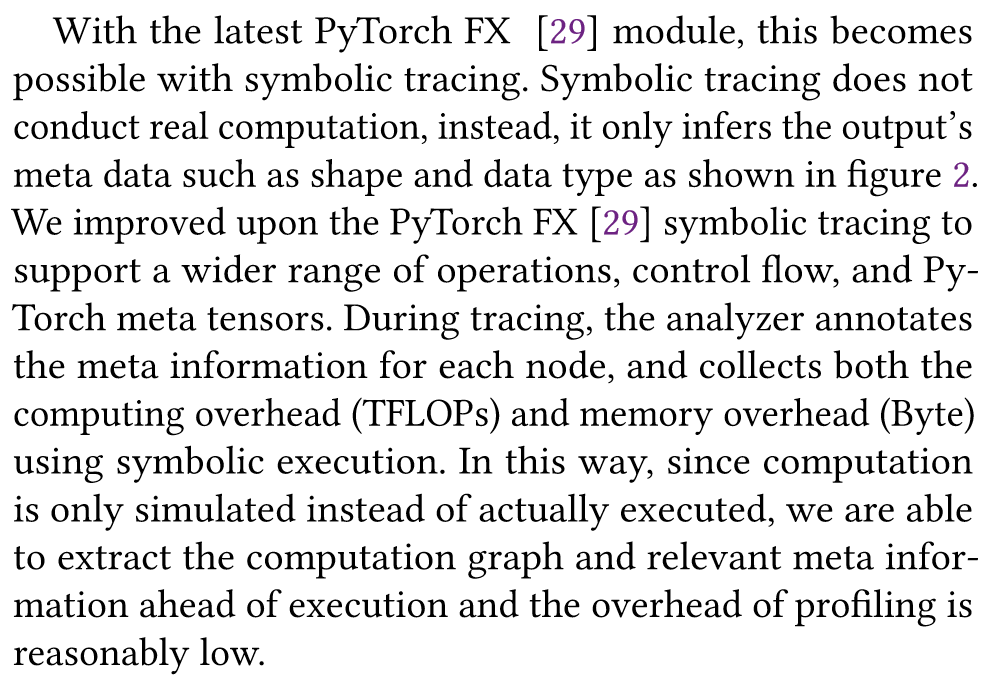 With the latest PyTorch FX [29] module, this becomes
possible with symbolic tracing. Symbolic tracing does not
conduct real computation, instead, it only infers the output’s
meta data such as shape and data type as shown in figure 2.
We improved upon the PyTorch FX [29] symbolic tracing to
support a wider range of operations, control flow, and Py-
Torch meta tensors. During tracing, the analyzer annotates
the meta information for each node, and collects both the
computing overhead (TFLOPs) and memory overhead (Byte)
using symbolic execution. In this way, since computation
is only simulated instead of actually executed, we are able
to extract the computation graph and relevant meta infor-
mation ahead of execution and the overhead of profiling is
reasonably low.